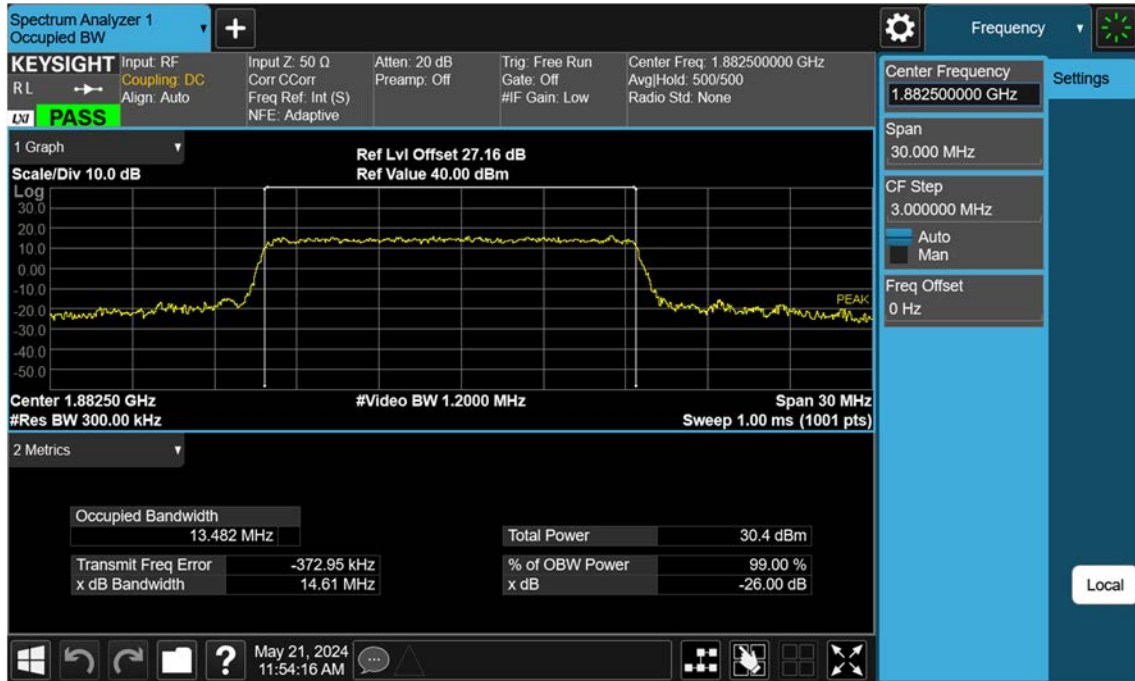 Spectrum Analyzer 1
Occupied BW
Frequency
KEYSIGHT
R L
LXI
PASS
Input: RF
Coupling: DC
Align: Auto
Input Z: 50 Ω
Corr CCorr
Freq Ref: Int (S)
NFE: Adaptive
Atten: 20 dB
Preamp: Off
Trig: Free Run
Gate: Off
#IF Gain: Low
Center Freq: 1.882500000 GHz
Avg|Hold: 500/500
Radio Std: None
Center Frequency
1.882500000 GHz
Settings
Span
30.000 MHz
CF Step
3.000000 MHz
Auto
Man
Freq Offset
0 Hz
Local
1 Graph
Scale/Div 10.0 dB
Ref Lvl Offset 27.16 dB
Ref Value 40.00 dBm
Log
30.0
20.0
10.0
0.00
-10.0
-20.0
-30.0
-40.0
-50.0
PEAK
Center 1.88250 GHz
#Video BW 1.2000 MHz
Span 30 MHz
#Res BW 300.00 kHz
Sweep 1.00 ms (1001 pts)
2 Metrics
Occupied Bandwidth
13.482 MHz
Total Power 30.4 dBm
Transmit Freq Error -372.95 kHz
% of OBW Power 99.00 %
x dB Bandwidth 14.61 MHz
x dB -26.00 dB
?
May 21, 2024
11:54:16 AM